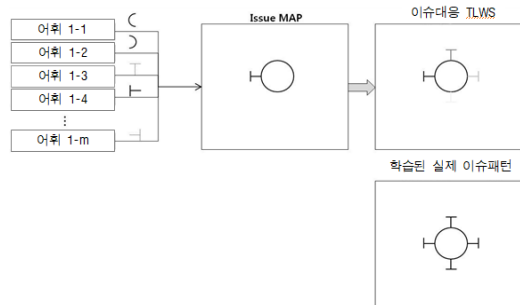 어휘 1-1
어휘 1-2
어휘 1-3
어휘 1-4
⋮
어휘 1-m
Issue MAP
이슈대응 TLWS
학습된 실제 이슈패턴